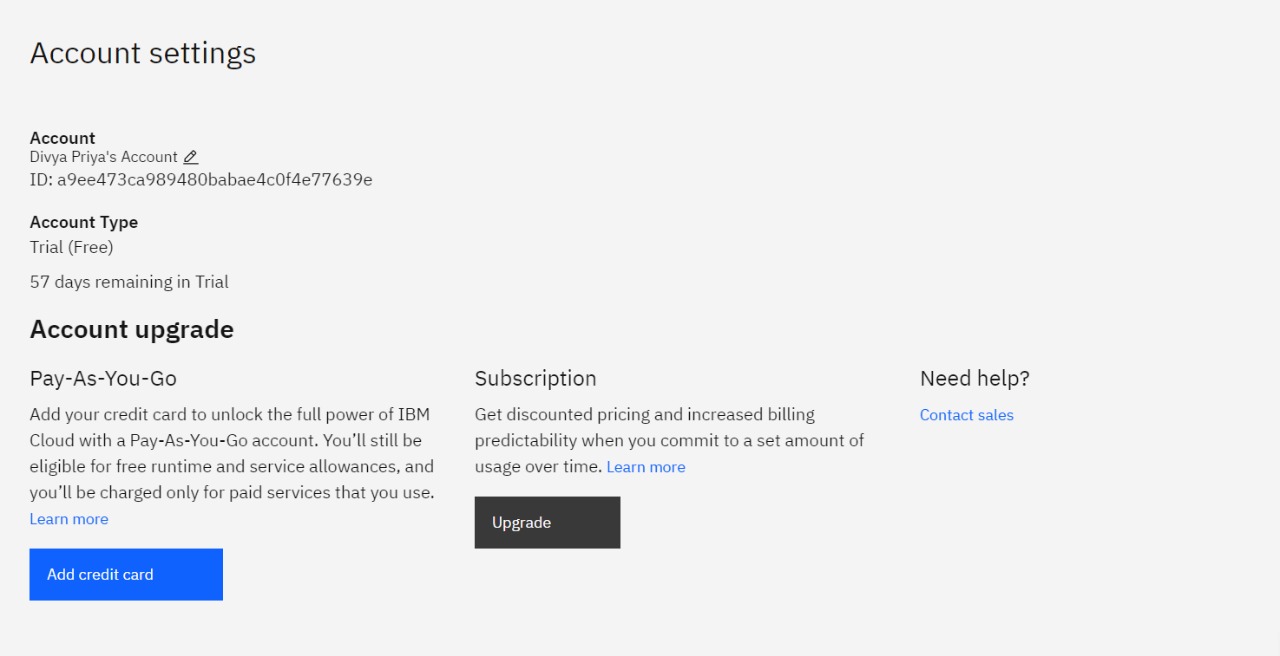 Account settings
Account
Divya Priya's Account
ID: a9ee473ca989480babae4c0f4e77639e
Account Type
Trial (Free)
57 days remaining in Trial
Account upgrade
Pay-As-You-Go
Add your credit card to unlock the full power of IBM
Cloud with a Pay-As-You-Go account. You’ll still be
eligible for free runtime and service allowances, and
you’ll be charged only for paid services that you use.
Learn more
Add credit card
Subscription
Get discounted pricing and increased billing
predictability when you commit to a set amount of
usage over time. Learn more
Upgrade
Need help?
Contact sales